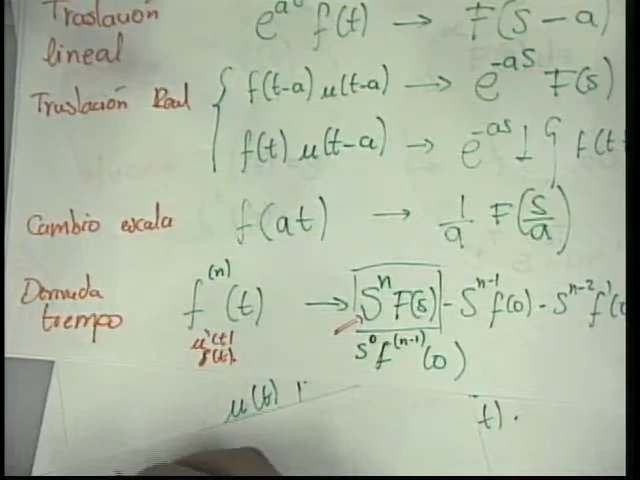 Traslación e^at f(t) → F(s-a)
lineal
Traslación Real { f(t-a) μ(t-a) → e^-as F(s)
f(t) μ(t-a) → e^-as L{ f(t+
Cambio escala f(at) → 1/a F(s/a)
Derivada f^(n)(t) → S^n F(s) - S^n-1 f(0) - S^n-2 f'(0
tiempo μ'(t) S^0 f^(n-1)(0)
δ(t).
μ(t) t).